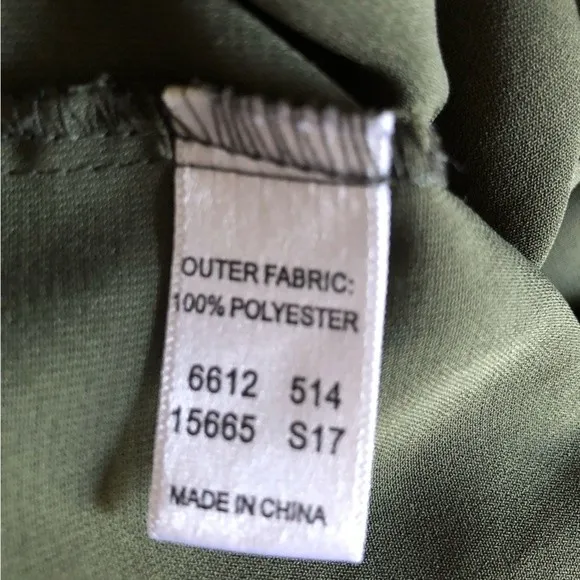 OUTER FABRIC:
100% POLYESTER
6612 514
15665 S17
MADE IN CHINA